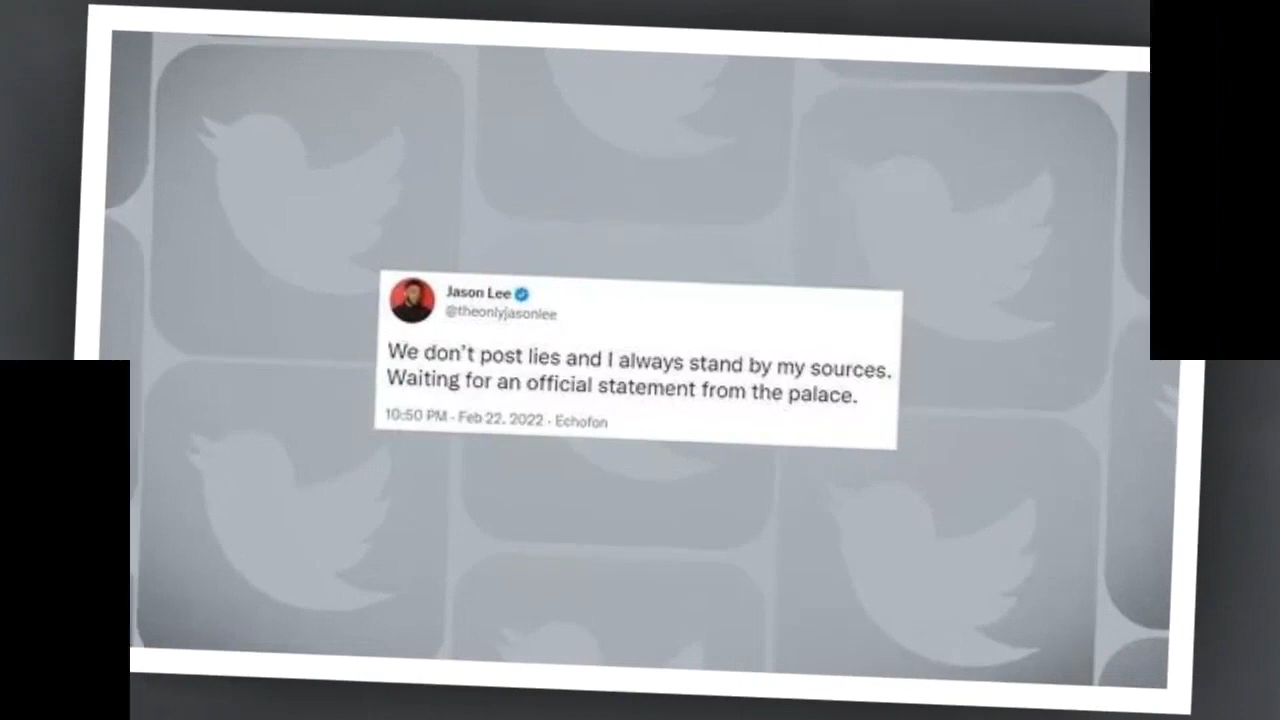 Jason Lee
@theonlyjasonlee
We don't post lies and I always stand by my sources.
Waiting for an official statement from the palace.
10:50 PM - Feb 22, 2022 · Echofon